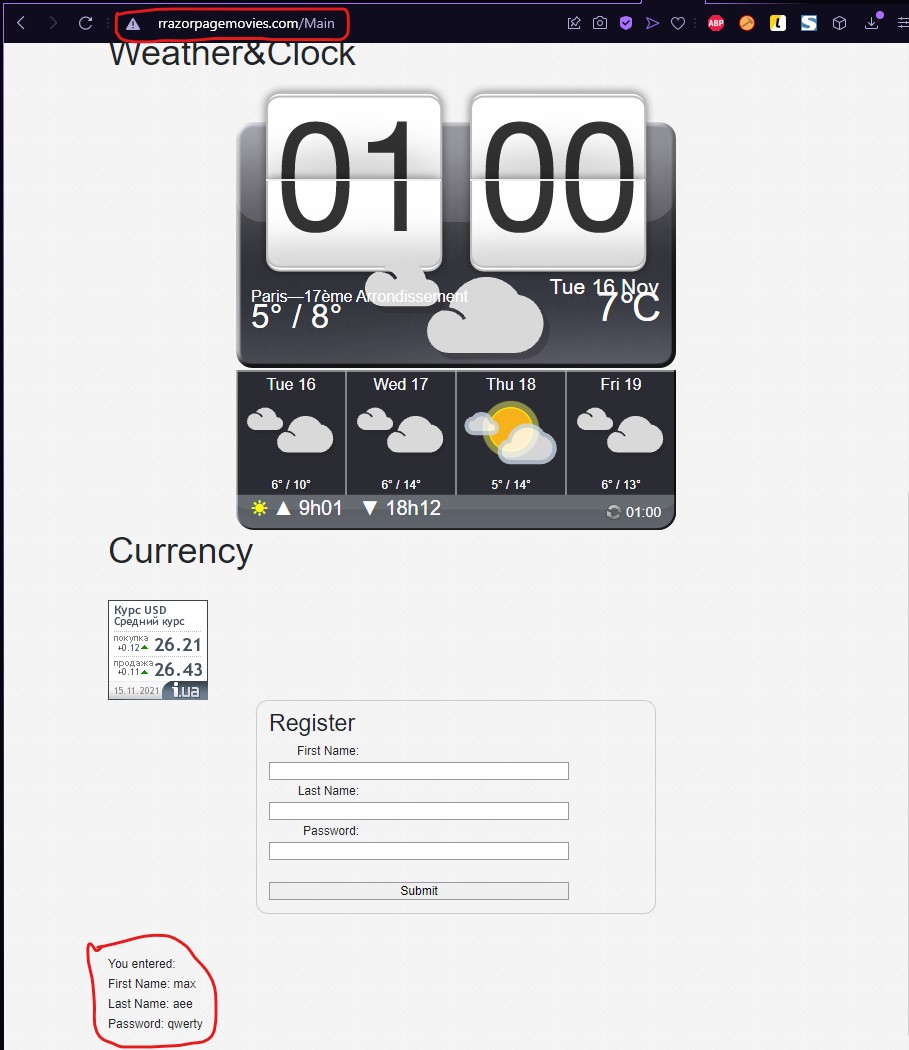 rrazorpagemovies.com/Main
ABP
Weather&Clock
01 00
Paris—17ème Arrondissement
Tue 16 Nov
5° / 8°
7°C
Tue 16 Wed 17 Thu 18 Fri 19
6° / 10° 6° / 14° 5° / 14° 6° / 13°
9h01 18h12 01:00
Currency
Курс USD
Средний курс
покупка
+0.12 26.21
продажа
+0.11 26.43
15.11.2021 i.ua
Register
First Name:
Last Name:
Password:
Submit
You entered:
First Name: max
Last Name: aee
Password: qwerty